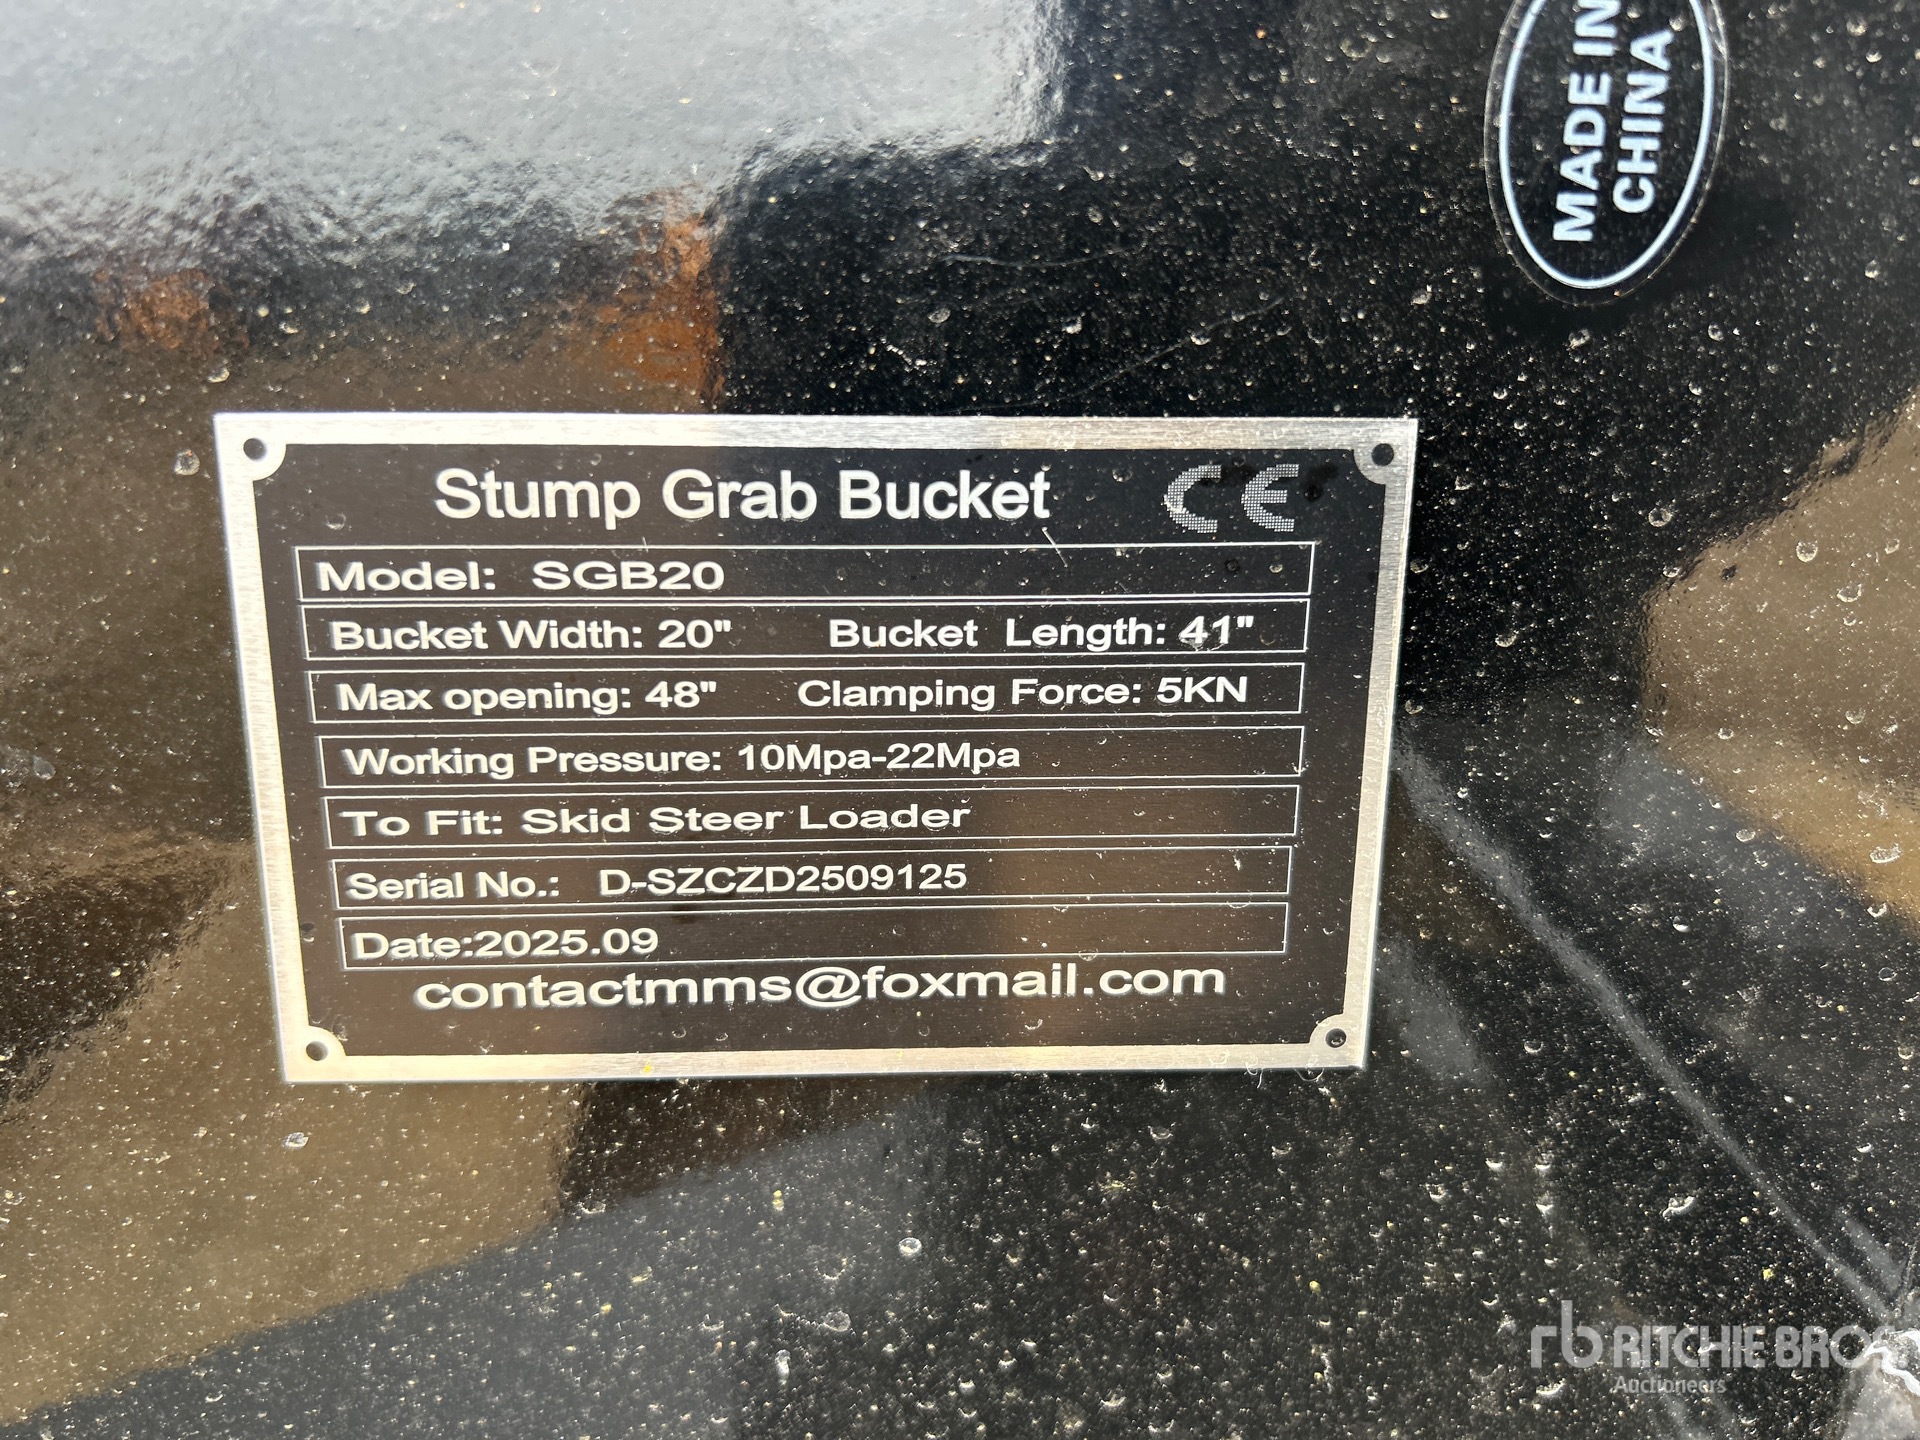 MADE IN
CHINA
Stump Grab Bucket CE
Model: SGB20
Bucket Width: 20" Bucket Length: 41"
Max opening: 48" Clamping Force: 5KN
Working Pressure: 10Mpa-22Mpa
To Fit: Skid Steer Loader
Serial No.: D-SZCZD2509125
Date:2025.09
contactmms@foxmail.com
rb RITCHIE BROS
Auctioneers